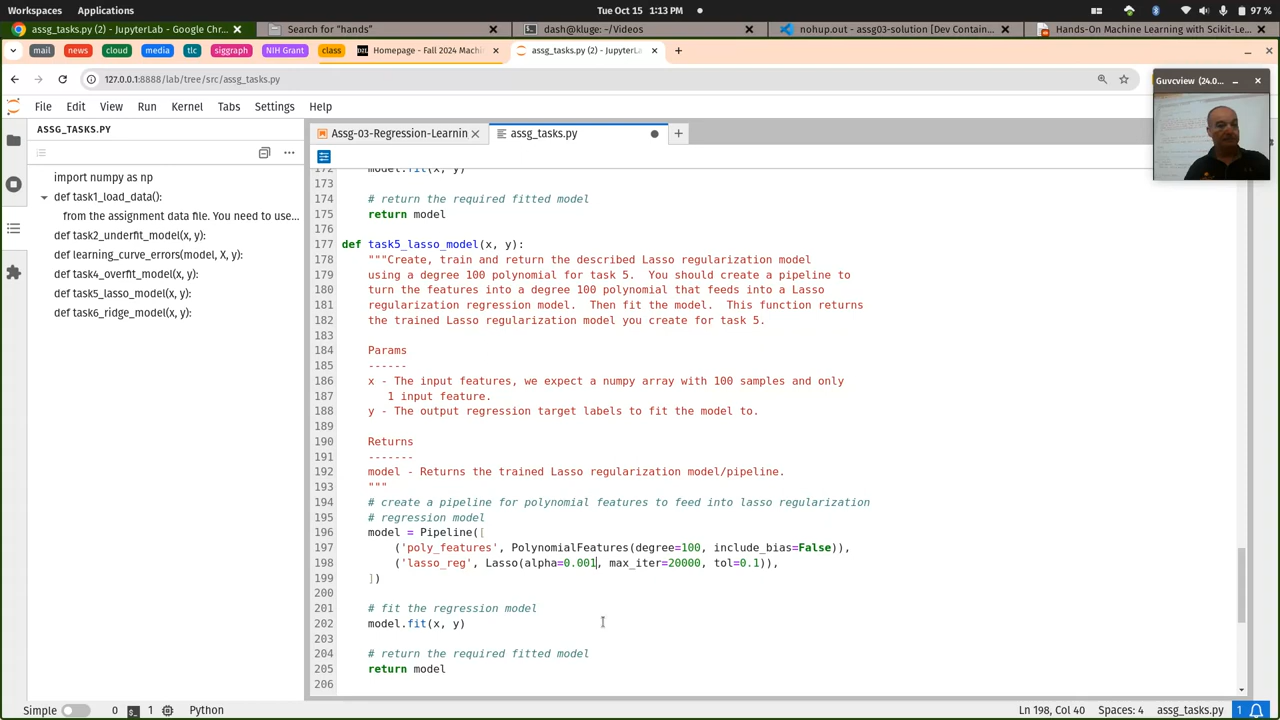 Workspaces Applications Tue Oct 15 1:13 PM 97 %
assg_tasks.py (2) - JupyterLab - Google Chr... Search for “hands” dash@kluge: ~/Videos nohup.out - assg03-solution [Dev Contain... Hands-On Machine Learning with Scikit-Le...
mail news cloud media tlc siggraph NIH Grant class Homepage - Fall 2024 Machi assg_tasks.py (2) - JupyterL
127.0.0.1:8888/lab/tree/src/assg_tasks.py
Guvcview (24.0...
File Edit View Run Kernel Tabs Settings Help
ASSG_TASKS.PY
Assg-03-Regression-Learnin assg_tasks.py
import numpy as np
def task1_load_data():
from the assignment data file. You need to use...
def task2_underfit_model(x, y):
def learning_curve_errors(model, X, y):
def task4_overfit_model(x, y):
def task5_lasso_model(x, y):
def task6_ridge_model(x, y):
172 model.fit(x, y)
173
174 # return the required fitted model
175 return model
176
177 def task5_lasso_model(x, y):
178 """Create, train and return the described Lasso regularization model
179 using a degree 100 polynomial for task 5. You should create a pipeline to
180 turn the features into a degree 100 polynomial that feeds into a Lasso
181 regularization regression model. Then fit the model. This function returns
182 the trained Lasso regularization model you create for task 5.
183
184 Params
185 ------
186 x - The input features, we expect a numpy array with 100 samples and only
187 1 input feature.
188 y - The output regression target labels to fit the model to.
189
190 Returns
191 -------
192 model - Returns the trained Lasso regularization model/pipeline.
193 """
194 # create a pipeline for polynomial features to feed into lasso regularization
195 # regression model
196 model = Pipeline([
197 ('poly_features', PolynomialFeatures(degree=100, include_bias=False)),
198 ('lasso_reg', Lasso(alpha=0.001, max_iter=20000, tol=0.1)),
199 ])
200
201 # fit the regression model
202 model.fit(x, y)
203
204 # return the required fitted model
205 return model
206
Simple 0 1 Python Ln 198, Col 40 Spaces: 4 assg_tasks.py 1